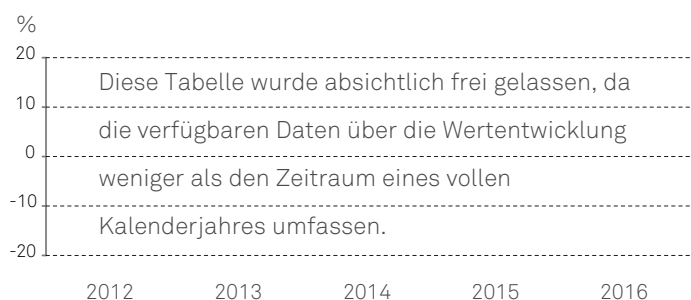 %
20
Diese Tabelle wurde absichtlich frei gelassen, da
10
die verfügbaren Daten über die Wertentwicklung
0
weniger als den Zeitraum eines vollen
-10
Kalenderjahres umfassen.
-20
2012 2013 2014 2015 2016